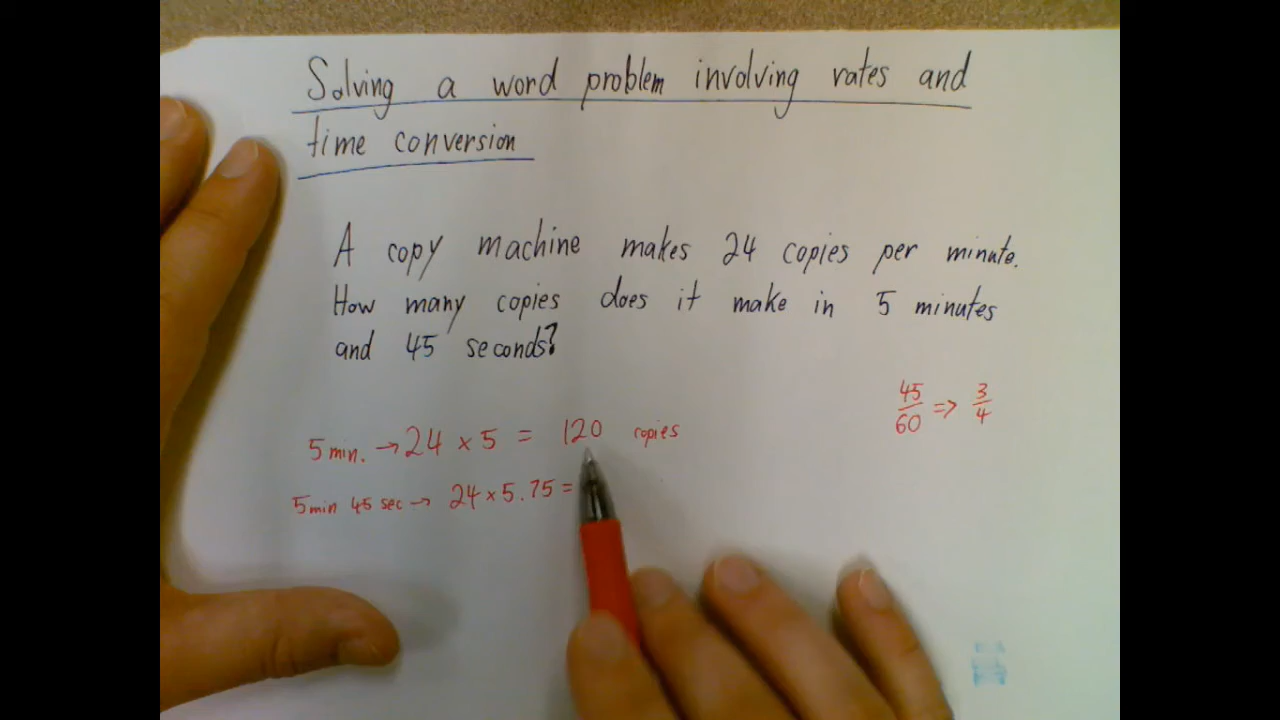 Solving a word problem involving rates and
time conversion
A copy machine makes 24 copies per minute.
How many copies does it make in 5 minutes
and 45 seconds?
45/60 => 3/4
5 min. → 24 × 5 = 120 copies
5min 45 sec → 24 × 5.75 =